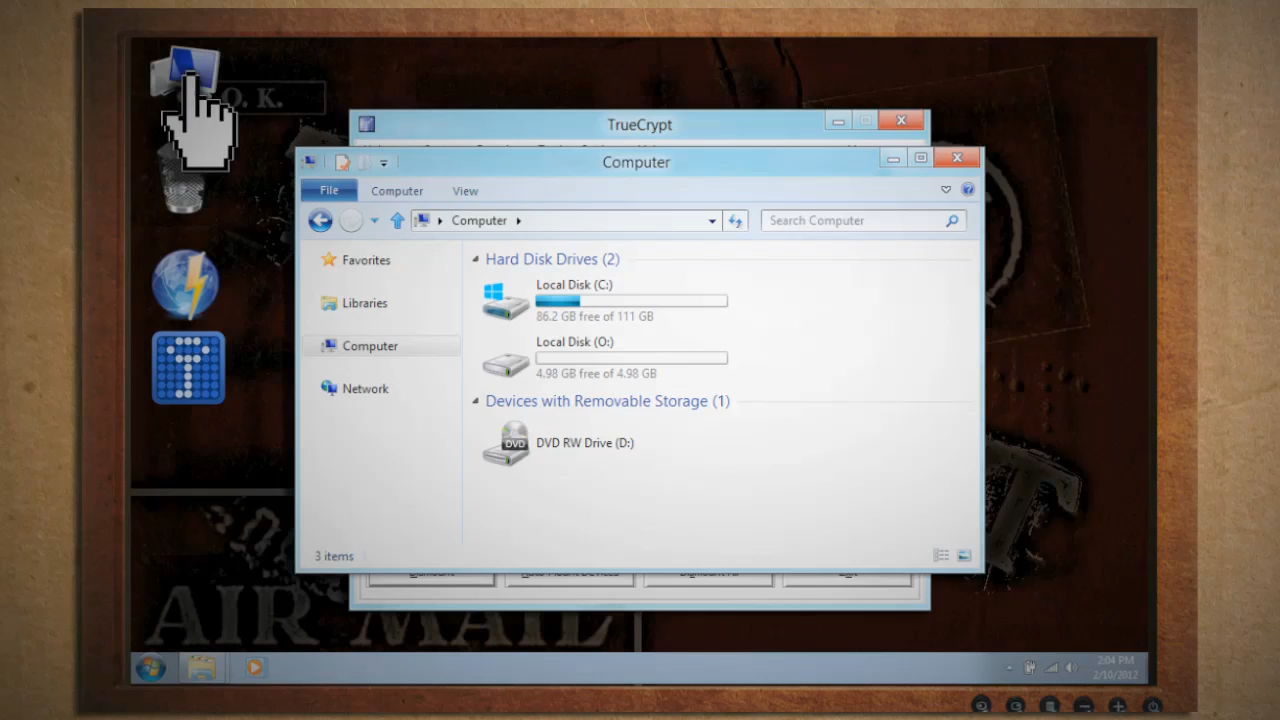 O. K.
TrueCrypt
Computer
File
Computer
View
Computer
Search Computer
Favorites
Hard Disk Drives (2)
Local Disk (C:)
86.2 GB free of 111 GB
Libraries
Local Disk (O:)
4.98 GB free of 4.98 GB
Computer
Network
Devices with Removable Storage (1)
DVD
DVD RW Drive (D:)
3 items
AIR MAIL
2:04 PM
2/10/2012